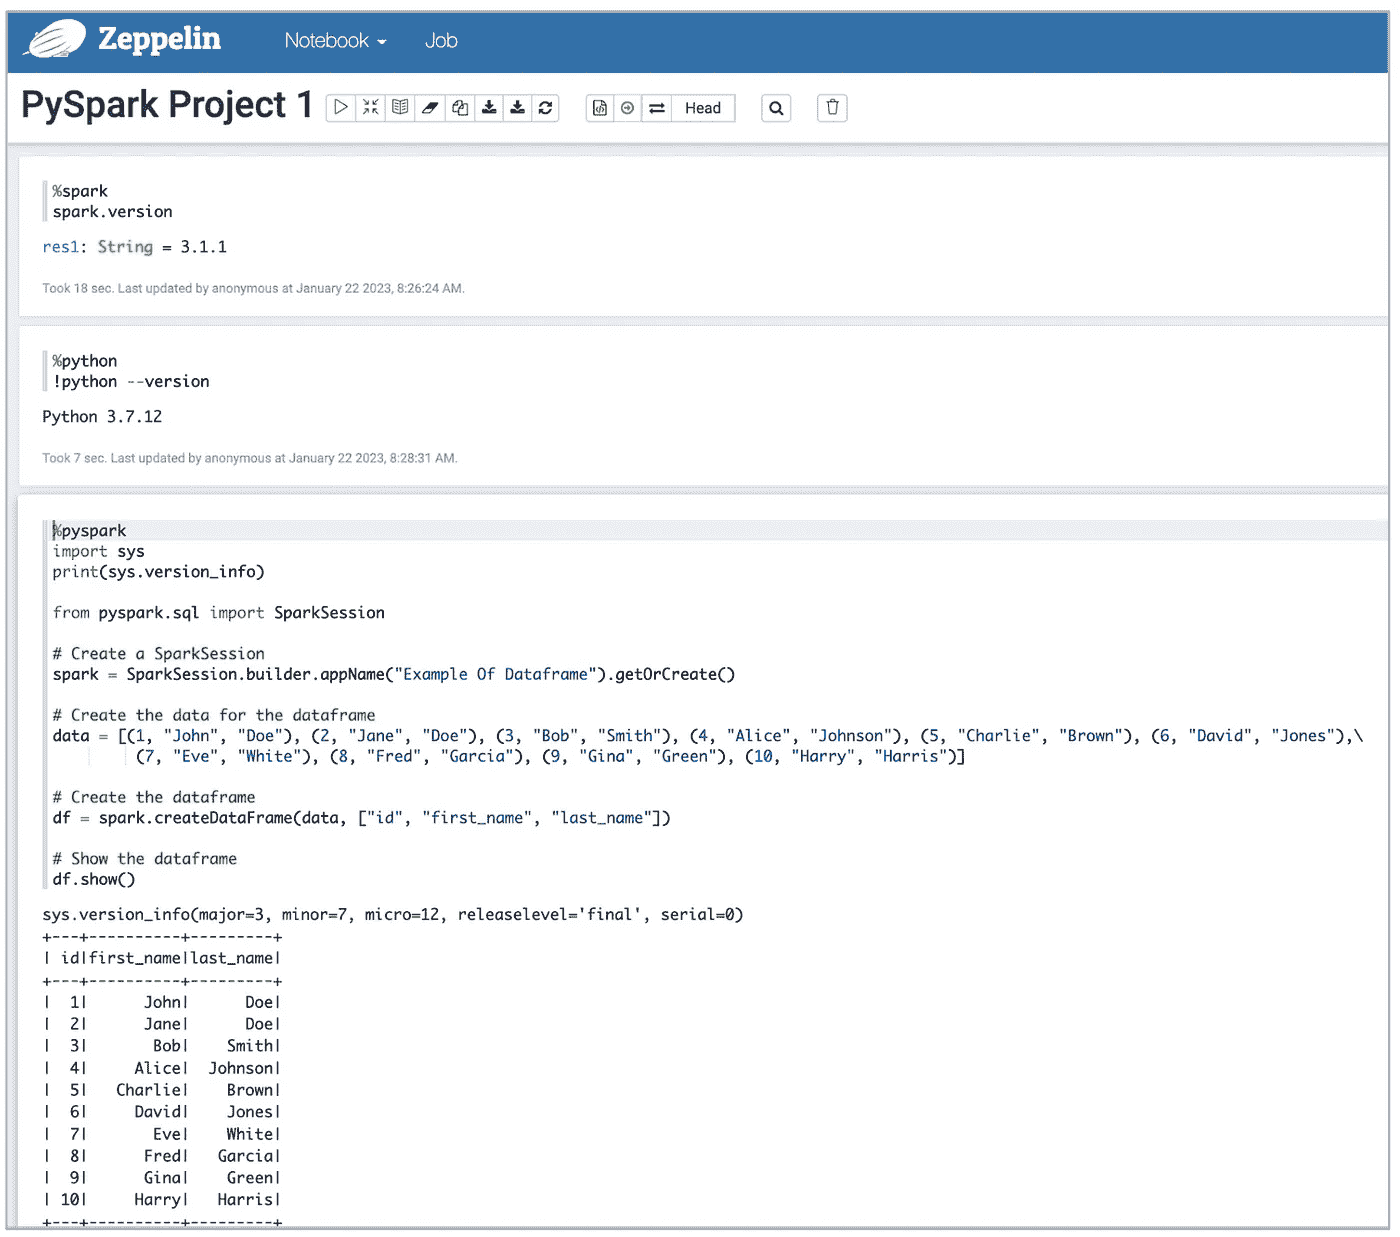 Zeppelin Notebook Job
PySpark Project 1 Head
%spark
spark.version
res1: String = 3.1.1
Took 18 sec. Last updated by anonymous at January 22 2023, 8:26:24 AM.
%python
!python --version
Python 3.7.12
Took 7 sec. Last updated by anonymous at January 22 2023, 8:28:31 AM.
%pyspark
import sys
print(sys.version_info)
from pyspark.sql import SparkSession
# Create a SparkSession
spark = SparkSession.builder.appName("Example Of Dataframe").getOrCreate()
# Create the data for the dataframe
data = [(1, "John", "Doe"), (2, "Jane", "Doe"), (3, "Bob", "Smith"), (4, "Alice", "Johnson"), (5, "Charlie", "Brown"), (6, "David", "Jones"),\
(7, "Eve", "White"), (8, "Fred", "Garcia"), (9, "Gina", "Green"), (10, "Harry", "Harris")]
# Create the dataframe
df = spark.createDataFrame(data, ["id", "first_name", "last_name"])
# Show the dataframe
df.show()
sys.version_info(major=3, minor=7, micro=12, releaselevel='final', serial=0)
+---+----------+---------+
| id|first_name|last_name|
+---+----------+---------+
|  1|      John|      Doe|
|  2|      Jane|      Doe|
|  3|       Bob|    Smith|
|  4|     Alice|  Johnson|
|  5|   Charlie|    Brown|
|  6|     David|    Jones|
|  7|       Eve|    White|
|  8|      Fred|   Garcia|
|  9|      Gina|    Green|
| 10|     Harry|   Harris|
+---+----------+---------+